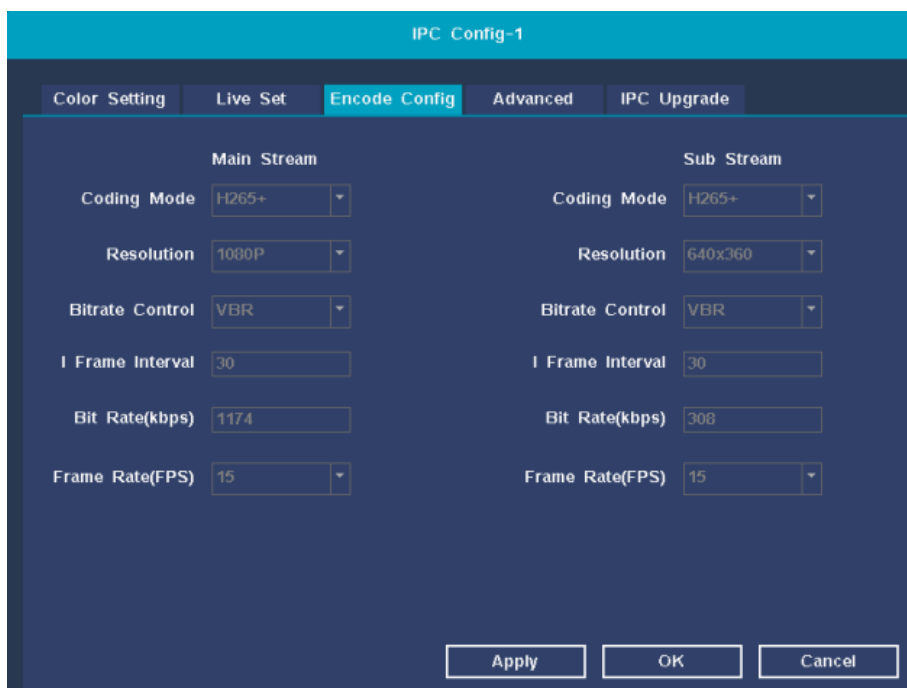 IPC Config-1
Color Setting Live Set Encode Config Advanced IPC Upgrade
Main Stream Sub Stream
Coding Mode H265+ Coding Mode H265+
Resolution 1080P Resolution 640x360
Bitrate Control VBR Bitrate Control VBR
I Frame Interval 30 I Frame Interval 30
Bit Rate(kbps) 1174 Bit Rate(kbps) 308
Frame Rate(FPS) 15 Frame Rate(FPS) 15
Apply OK Cancel